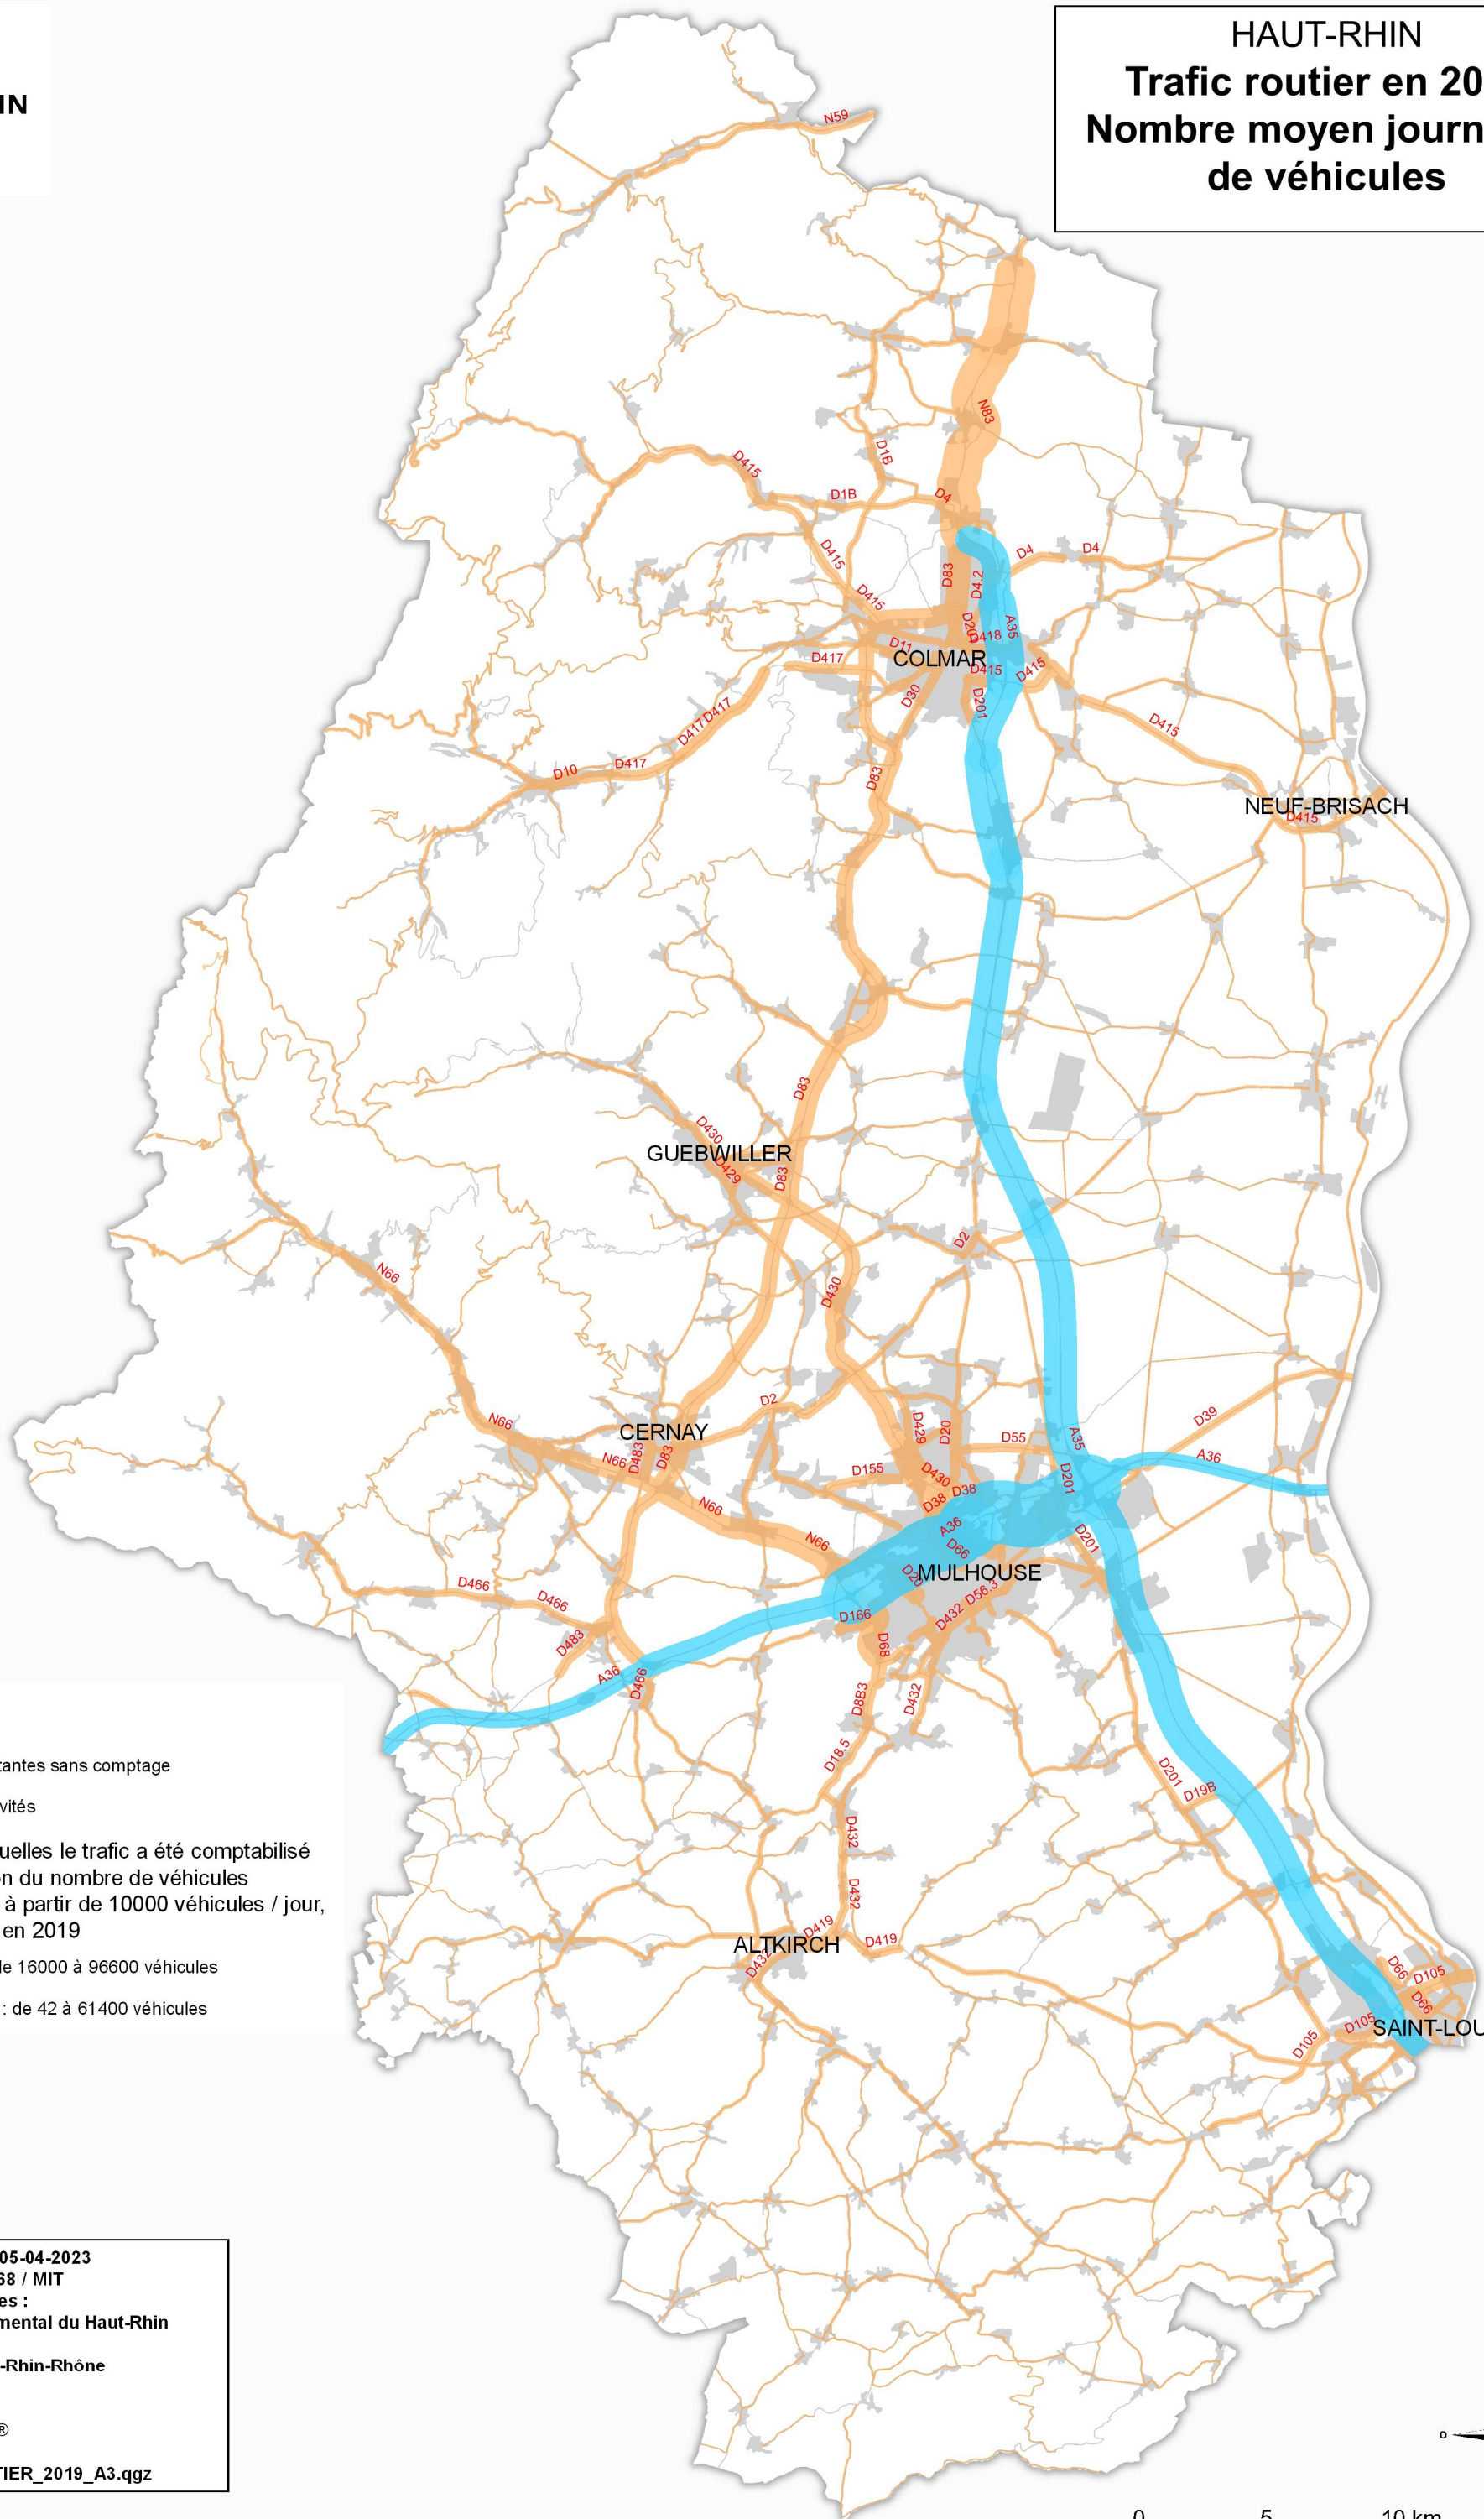 IN
HAUT-RHIN
Trafic routier en 20
Nombre moyen journ
de véhicules
N59
N83
D1B
D415
D1B
D4
D415
D4
D4
D83
D4.2
D415
D201
A35
D418
D11
COLMAR
D417
D415
D415
D30
D201
D417
D417
D415
D417
D10
D83
NEUF-BRISACH
D415
D83
D430
GUEBWILLER
D429
D83
D2
N66
D430
D2
N66
CERNAY
D429
D20
D55
A35
D39
D483
D83
N66
D155
D430
A36
D201
D38
D38
N66
A36
D201
N66
D66
D20
MULHOUSE
D466
D466
D56.3
D432
D166
D483
D68
A36
D466
D8B3
D432
D18.5
D201
D19B
tantes sans comptage
vités
uelles le trafic a été comptabilisé
n du nombre de véhicules
à partir de 10000 véhicules / jour,
en 2019
le 16000 à 96600 véhicules
: de 42 à 61400 véhicules
D432
D432
D419
D419
ALTKIRCH
D432
D66
D105
D66
D105
SAINT-LOU
D105
05-04-2023
68 / MIT
es :
mental du Haut-Rhin
-Rhin-Rhône
®
TIER_2019_A3.qgz
O
0 5 10 km